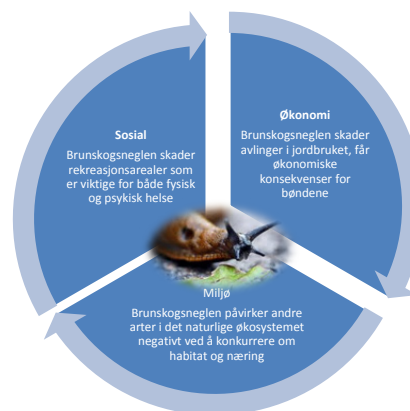 Sosial
Brunskogsneglen skader
rekreasjonsarealer som
er viktige for både fysisk
og psykisk helse
Økonomi
Brunskogsneglen skader
avlinger i jordbruket, får
økonomiske
konsekvenser for
bøndene
Miljø
Brunskogsneglen påvirker andre
arter i det naturlige økosystemet
negativt ved å konkurrere om
habitat og næring